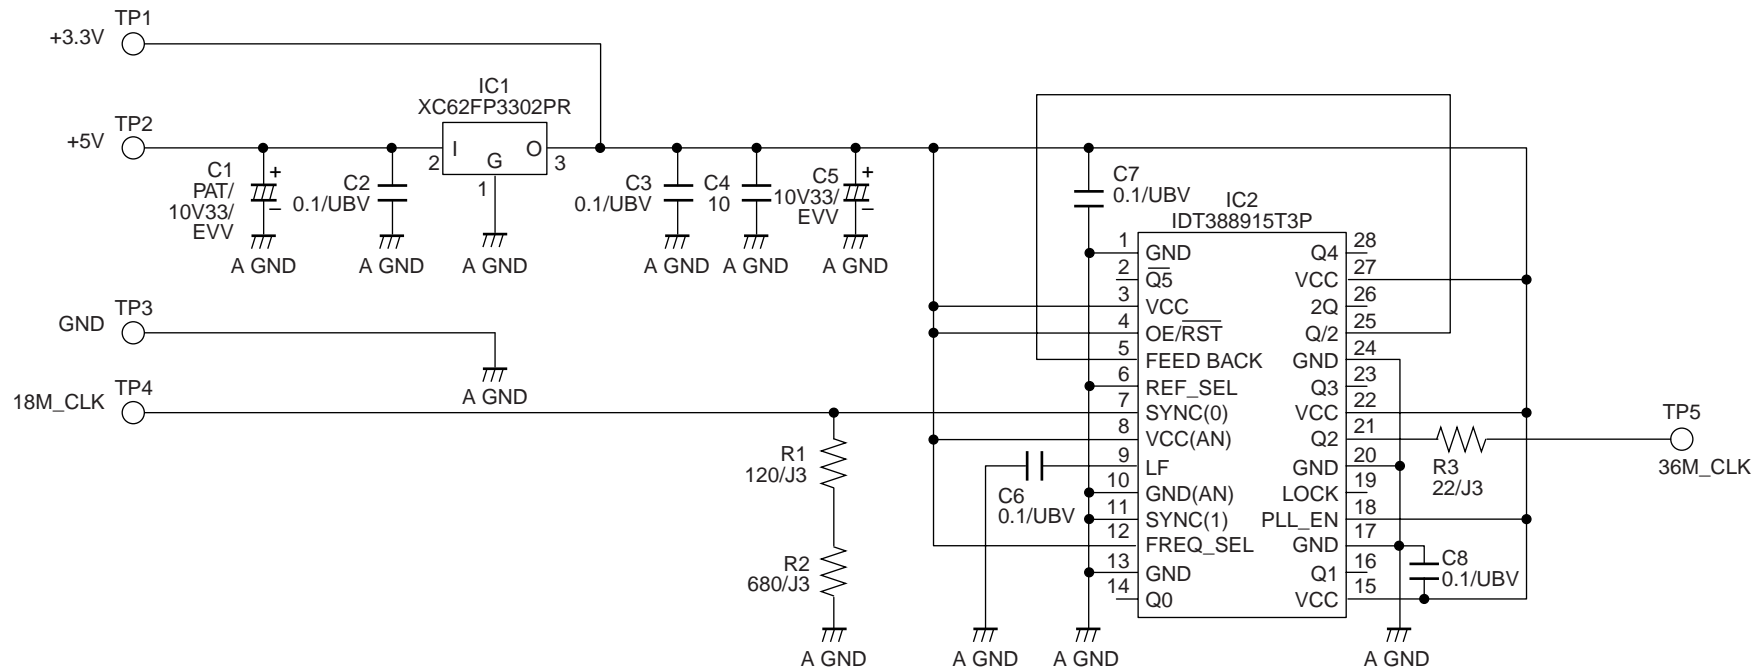 TP1
+3.3V
IC1
XC62FP3302PR
TP2
+5V
I
O
G
2
3
1
C1
PAT/
10V33/
EVV
+
−
C2
0.1/UBV
C3
0.1/UBV
C4
10
C5
10V33/
EVV
+
−
A GND
A GND
A GND
A GND
A GND
A GND
C7
0.1/UBV
IC2
IDT388915T3P
1
GND
2
Q5
3
VCC
4
OE/RST
5
FEED BACK
6
REF_SEL
7
SYNC(0)
8
VCC(AN)
9
LF
10
GND(AN)
11
SYNC(1)
12
FREQ_SEL
13
GND
14
Q0
28
Q4
27
VCC
26
2Q
25
Q/2
24
GND
23
Q3
22
VCC
21
Q2
20
GND
19
LOCK
18
PLL_EN
17
GND
16
Q1
15
VCC
TP3
GND
A GND
TP4
18M_CLK
R1
120/J3
R2
680/J3
C6
0.1/UBV
R3
22/J3
TP5
36M_CLK
C8
0.1/UBV
A GND
A GND
A GND
A GND